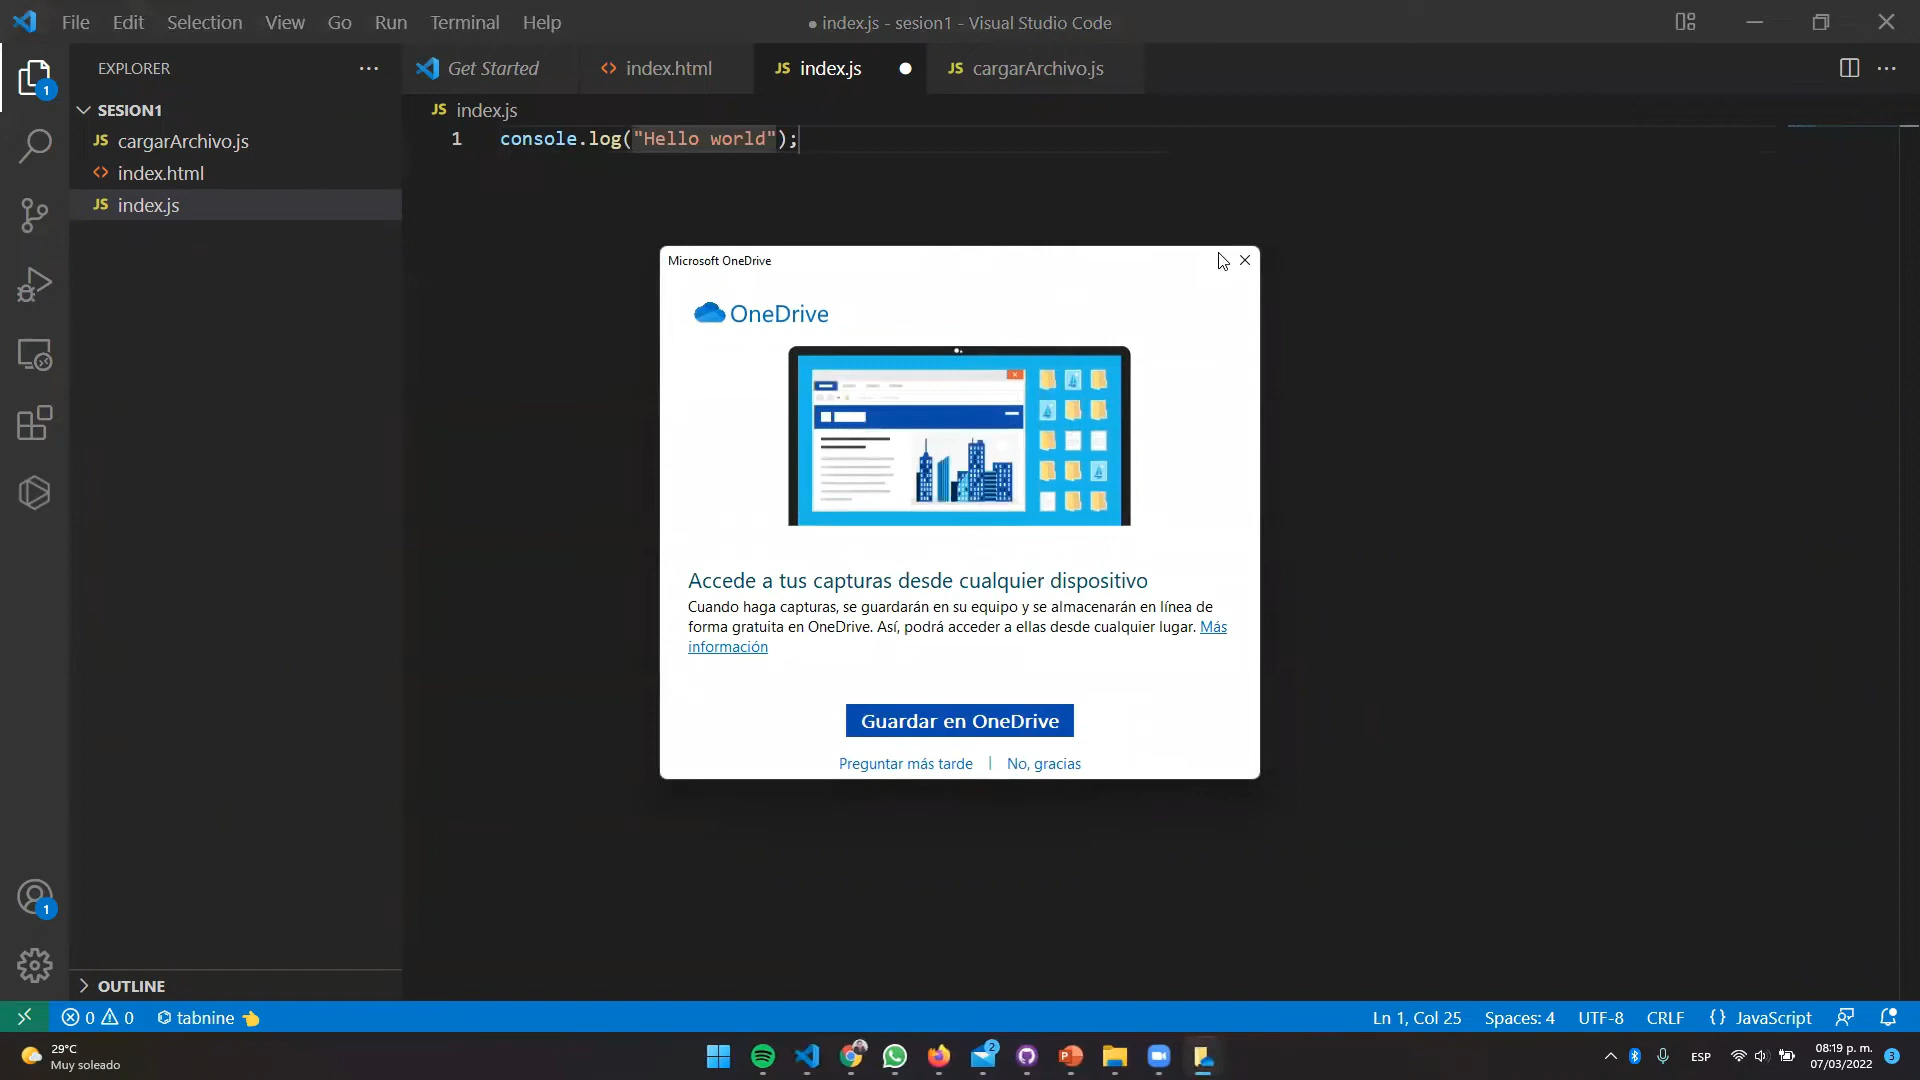 File Edit Selection View Go Run Terminal Help
● index.js - sesion1 - Visual Studio Code
EXPLORER
Get Started
index.html
JS index.js
JS cargarArchivo.js
SESION1
JS cargarArchivo.js
index.html
JS index.js
JS index.js
1 console.log("Hello world");
Microsoft OneDrive
OneDrive
Accede a tus capturas desde cualquier dispositivo
Cuando haga capturas, se guardarán en su equipo y se almacenarán en línea de
forma gratuita en OneDrive. Así, podrá acceder a ellas desde cualquier lugar. Más
información
Guardar en OneDrive
Preguntar más tarde | No, gracias
1
1
OUTLINE
0 0 tabnine
Ln 1, Col 25 Spaces: 4 UTF-8 CRLF {} JavaScript
29°C
Muy soleado
2
ESP
08:19 p. m.
07/03/2022
3